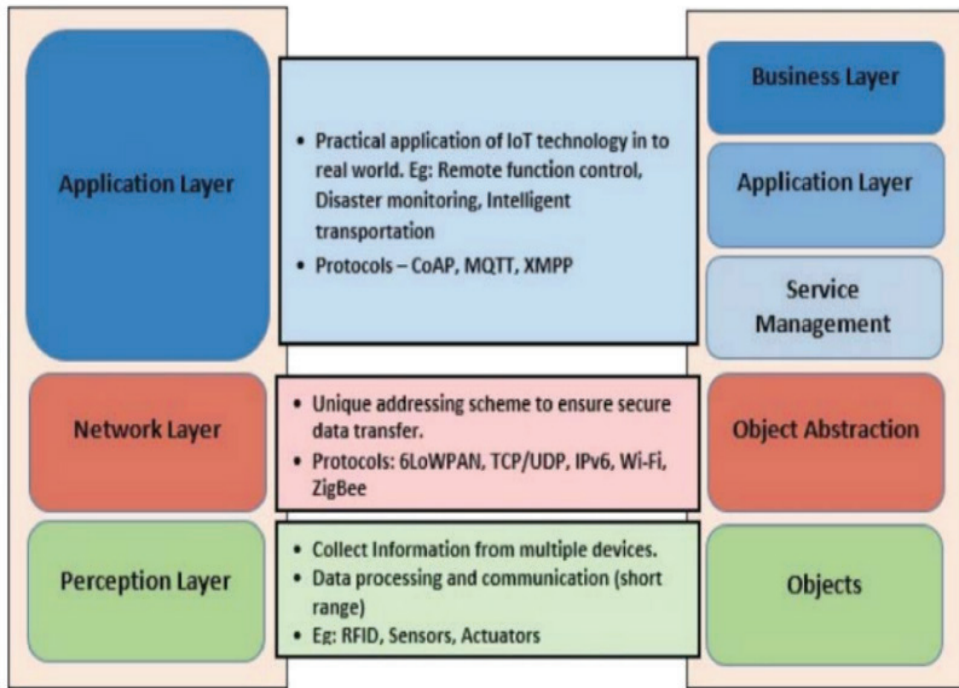 Application Layer
Network Layer
Perception Layer
• Practical application of IoT technology in to
real world. Eg: Remote function control,
Disaster monitoring, Intelligent
transportation
• Protocols – CoAP, MQTT, XMPP
• Unique addressing scheme to ensure secure
data transfer.
• Protocols: 6LoWPAN, TCP/UDP, IPv6, Wi-Fi,
ZigBee
• Collect Information from multiple devices.
• Data processing and communication (short
range)
• Eg: RFID, Sensors, Actuators
Business Layer
Application Layer
Service
Management
Object Abstraction
Objects